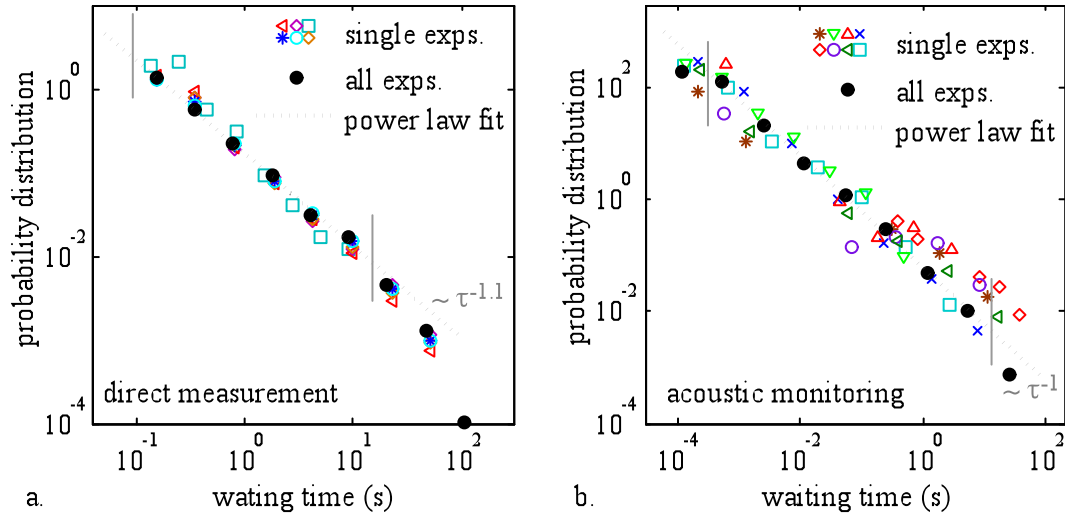 single exps.
all exps.
power law fit
~ τ^-1.1
direct measurement
probability distribution
10^0
10^-2
10^-4
10^-1
10^0
10^1
10^2
wating time (s)
a.
single exps.
all exps.
power law fit
~ τ^-1
acoustic monitoring
probability distribution
10^2
10^0
10^-2
10^-4
10^-4
10^-2
10^0
10^2
waiting time (s)
b.